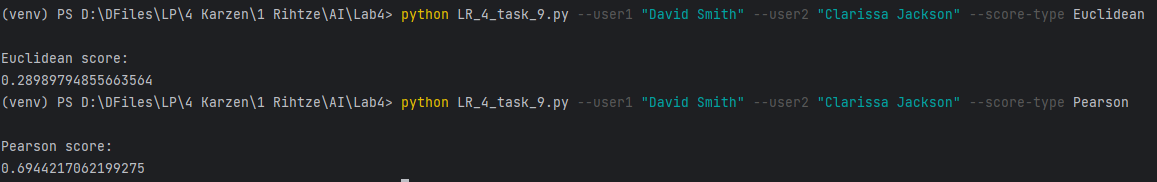 (venv) PS D:\DFiles\LP\4 Karzen\1 Rihtze\AI\Lab4> python LR_4_task_9.py --user1 "David Smith" --user2 "Clarissa Jackson" --score-type Euclidean
Euclidean score:
0.28989794855663564
(venv) PS D:\DFiles\LP\4 Karzen\1 Rihtze\AI\Lab4> python LR_4_task_9.py --user1 "David Smith" --user2 "Clarissa Jackson" --score-type Pearson
Pearson score:
0.6944217062199275